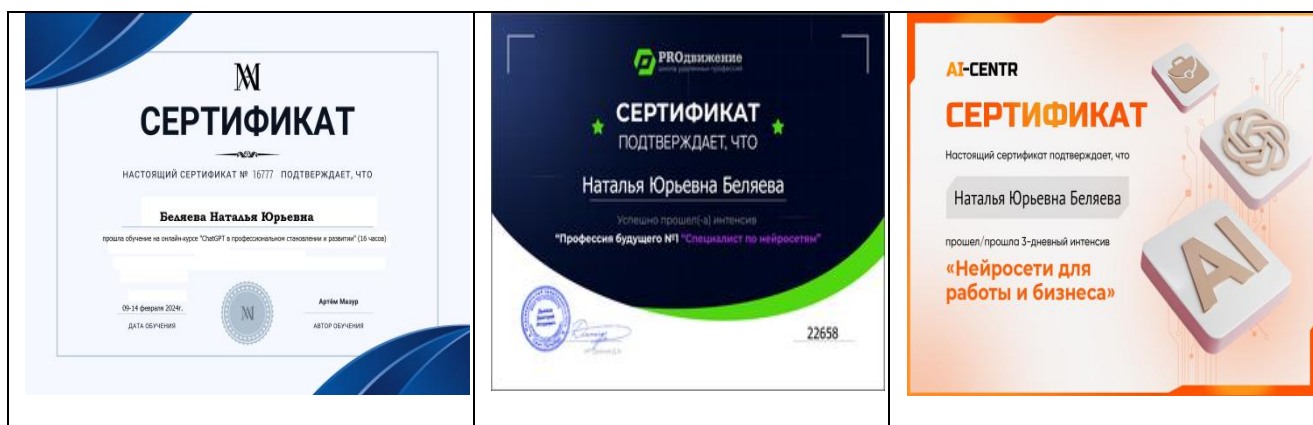 СЕРТИФИКАТ
НАСТОЯЩИЙ СЕРТИФИКАТ № 16777 ПОДТВЕРЖДАЕТ, ЧТО
Беляева Наталья Юрьевна
прошла обучение на онлайн-курсе "ChatGPT в профессиональном становлении и развитии" (16 часов)
09-14 февраля 2024г.
ДАТА ОБУЧЕНИЯ
Артём Мазур
АВТОР ОБУЧЕНИЯ
PROдвижение
школа удаленных профессий
СЕРТИФИКАТ
ПОДТВЕРЖДАЕТ, ЧТО
Наталья Юрьевна Беляева
Успешно прошел(-а) интенсив
"Профессия будущего №1 "Специалист по нейросетям"
22658
AI-CENTR
СЕРТИФИКАТ
Настоящий сертификат подтверждает, что
Наталья Юрьевна Беляева
прошел/прошла 3-дневный интенсив
«Нейросети для
работы и бизнеса»
AI